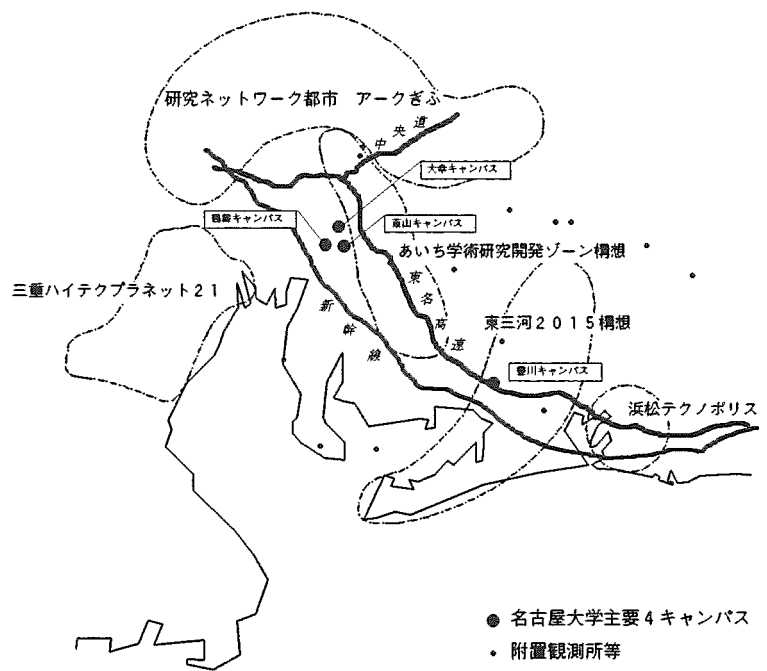 研究ネットワーク都市 アークぎふ
中央道
大幸キャンパス
鶴舞キャンパス
東山キャンパス
あいち学術研究開発ゾーン構想
三重ハイテクプラネット21
東名高速
新幹線
東三河2015構想
豊川キャンパス
浜松テクノポリス
● 名古屋大学主要4キャンパス
・ 附置観測所等